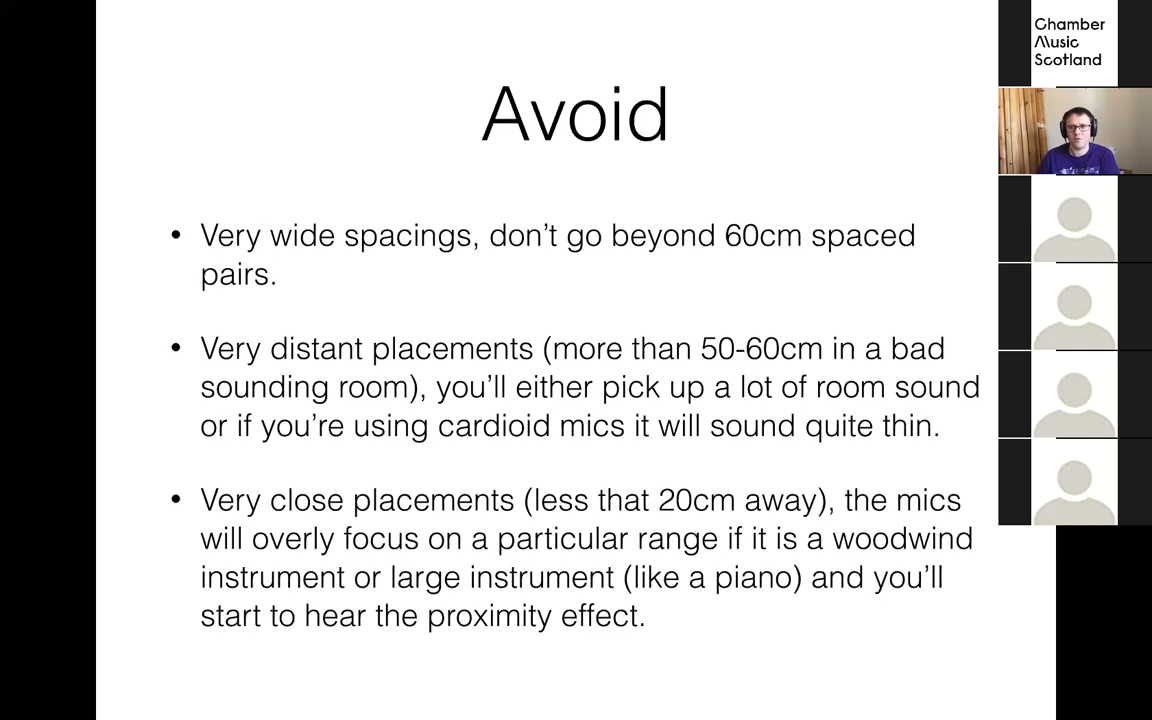 Avoid
• Very wide spacings, don't go beyond 60cm spaced
pairs.
• Very distant placements (more than 50-60cm in a bad
sounding room), you'll either pick up a lot of room sound
or if you're using cardioid mics it will sound quite thin.
• Very close placements (less that 20cm away), the mics
will overly focus on a particular range if it is a woodwind
instrument or large instrument (like a piano) and you'll
start to hear the proximity effect.
Chamber
Music
Scotland